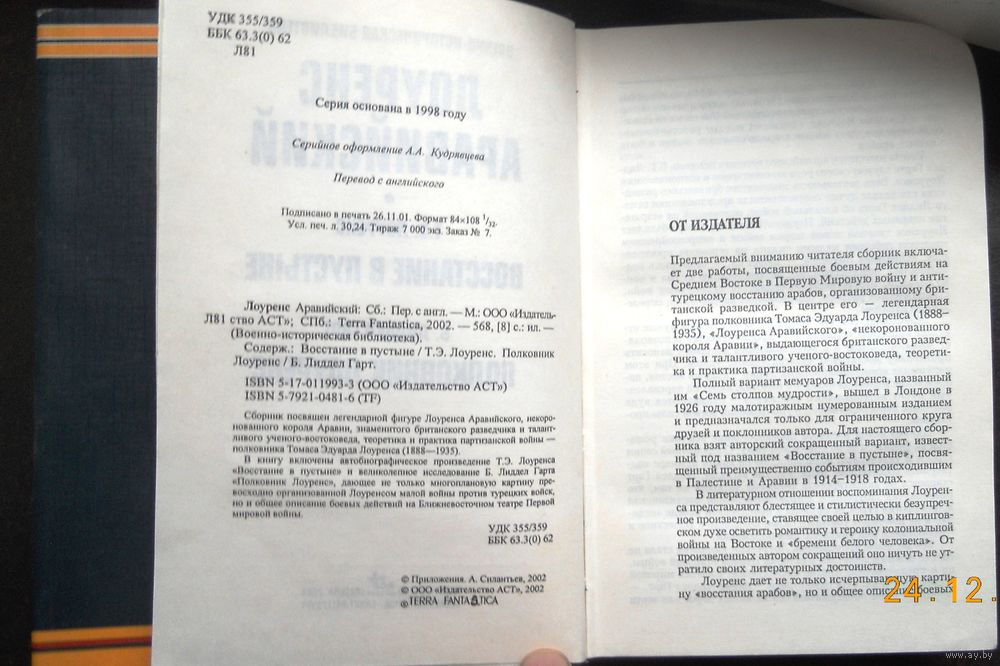 УДК 355/359
ББК 63.3(0) 62
Л81
Серия основана в 1998 году
Серийное оформление А.А. Кудрявцева
Перевод с английского
Подписано в печать 26.11.01. Формат 84×108 1/32.
Усл. печ. л. 30,24. Тираж 7 000 экз. Заказ № 7.
Лоуренс Аравийский: Сб.: Пер. с англ. — М.: ООО «Издатель-
Л81 ство АСТ»; СПб.: Terra Fantastica, 2002. — 568, [8] с.: ил. —
(Военно-историческая библиотека).
Содерж.: Восстание в пустыне / Т.Э. Лоуренс. Полковник
Лоуренс / Б. Лиддел Гарт.
ISBN 5-17-011993-3 (ООО «Издательство АСТ»)
ISBN 5-7921-0481-6 (TF)
Сборник посвящен легендарной фигуре Лоуренса Аравийского, некоро-
нованного короля Аравии, знаменитого британского разведчика и талант-
ливого ученого-востоковеда, теоретика и практика партизанской войны —
полковника Томаса Эдуарда Лоуренса (1888—1935).
В книгу включены автобиографическое произведение Т.Э. Лоуренса
«Восстание в пустыне» и великолепное исследование Б. Лиддел Гарта
«Полковник Лоуренс», дающее не только многоплановую картину пре-
восходно организованной Лоуренсом малой войны против турецких войск,
но и общее описание боевых действий на Ближневосточном театре Первой
мировой войны.
УДК 355/359
ББК 63.3(0) 62
© Приложения. А. Силантьев, 2002
© ООО «Издательство АСТ», 2002
© TERRA FANTASTICA
ОТ ИЗДАТЕЛЯ
Предлагаемый вниманию читателя сборник включа-
ет две работы, посвященные боевым действиям на
Среднем Востоке в Первую Мировую войну и анти-
турецкому восстанию арабов, организованному бри-
танской разведкой. В центре его — легендарная
фигура полковника Томаса Эдуарда Лоуренса (1888–
1935), «Лоуренса Аравийского», «некоронованного
короля Аравии», выдающегося британского развед-
чика и талантливого ученого-востоковеда, теорети-
ка и практика партизанской войны.
Полный вариант мемуаров Лоуренса, названный
им «Семь столпов мудрости», вышел в Лондоне в
1926 году малотиражным нумерованным изданием
и предназначался только для ограниченного круга
друзей и поклонников автора. Для настоящего сбор-
ника взят авторский сокращенный вариант, извест-
ный под названием «Восстание в пустыне», посвя-
щенный преимущественно событиям происходившим
в Палестине и Аравии в 1914–1918 годах.
В литературном отношении воспоминания Лоурен-
са представляют блестящее и стилистически безупреч-
ное произведение, ставящее своей целью в киплингов-
ском духе осветить романтику и героику колониальной
войны на Востоке и «бремени белого человека». От
произведенных автором сокращений оно ничуть не ут-
ратило своих литературных достоинств.
Лоуренс дает не только исчерпывающую карти-
ну «восстания арабов», но и общее описание боевых
24.12.
www.ay.by